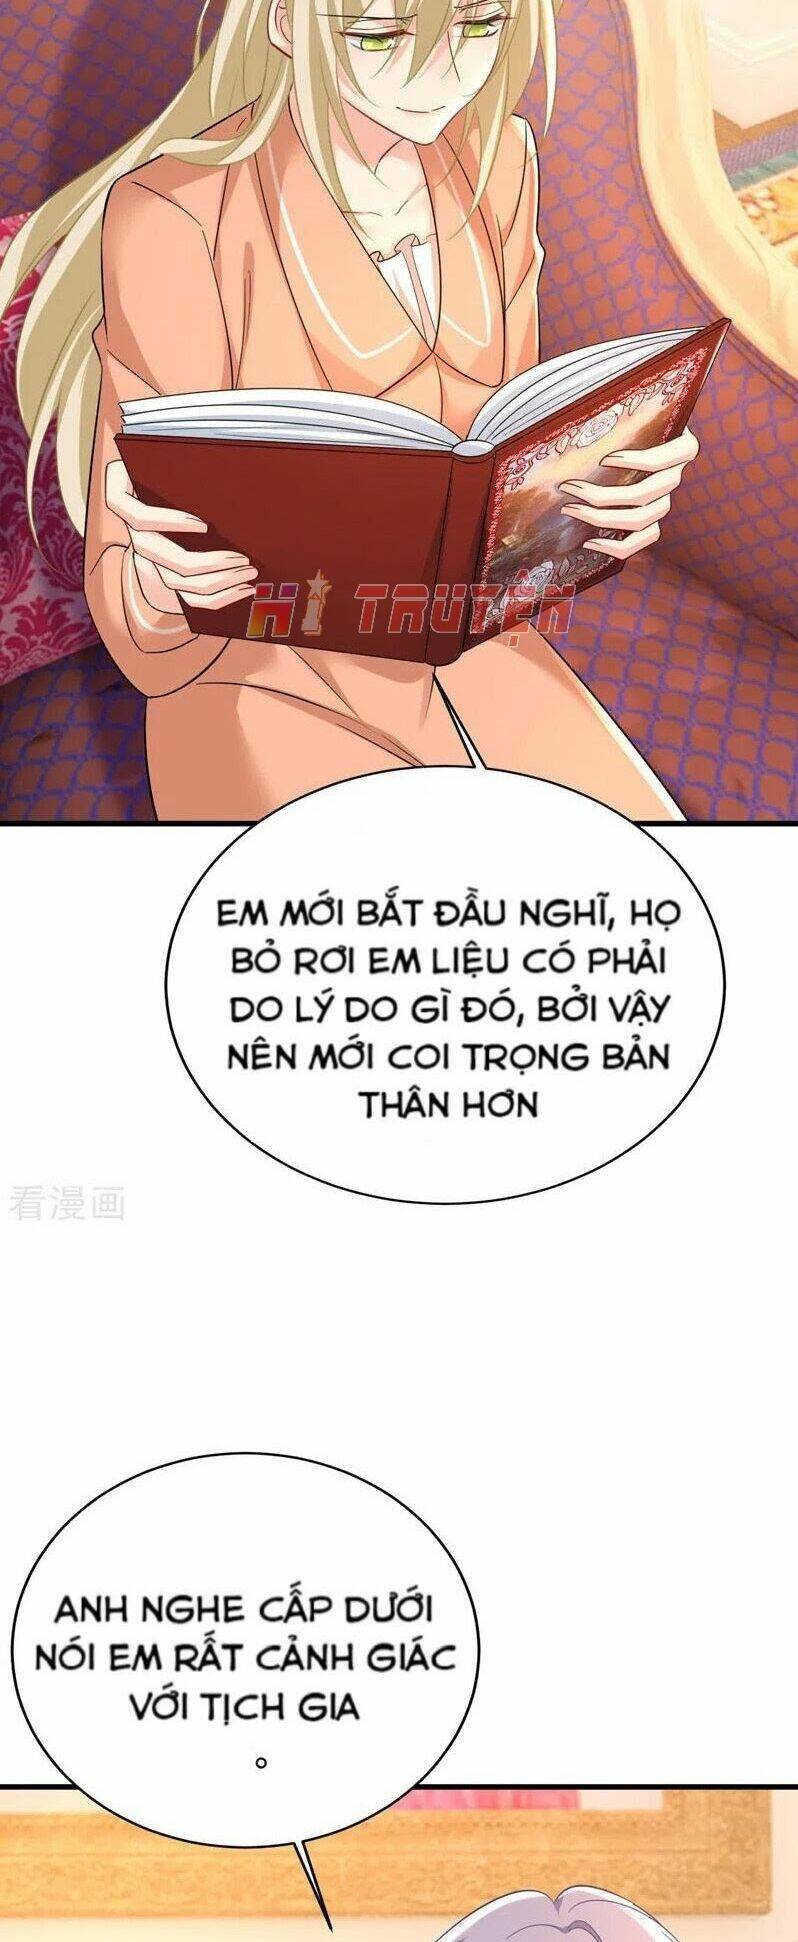 HÍ TRUYỆN
EM MỚI BẮT ĐẦU NGHĨ, HỌ
BỎ RƠI EM LIỆU CÓ PHẢI
DO LÝ DO GÌ ĐÓ, BỞI VẬY
NÊN MỚI COI TRỌNG BẢN
THÂN HƠN
看漫画
ANH NGHE CẤP DƯỚI
NÓI EM RẤT CẢNH GIÁC
VỚI TỊCH GIA
。